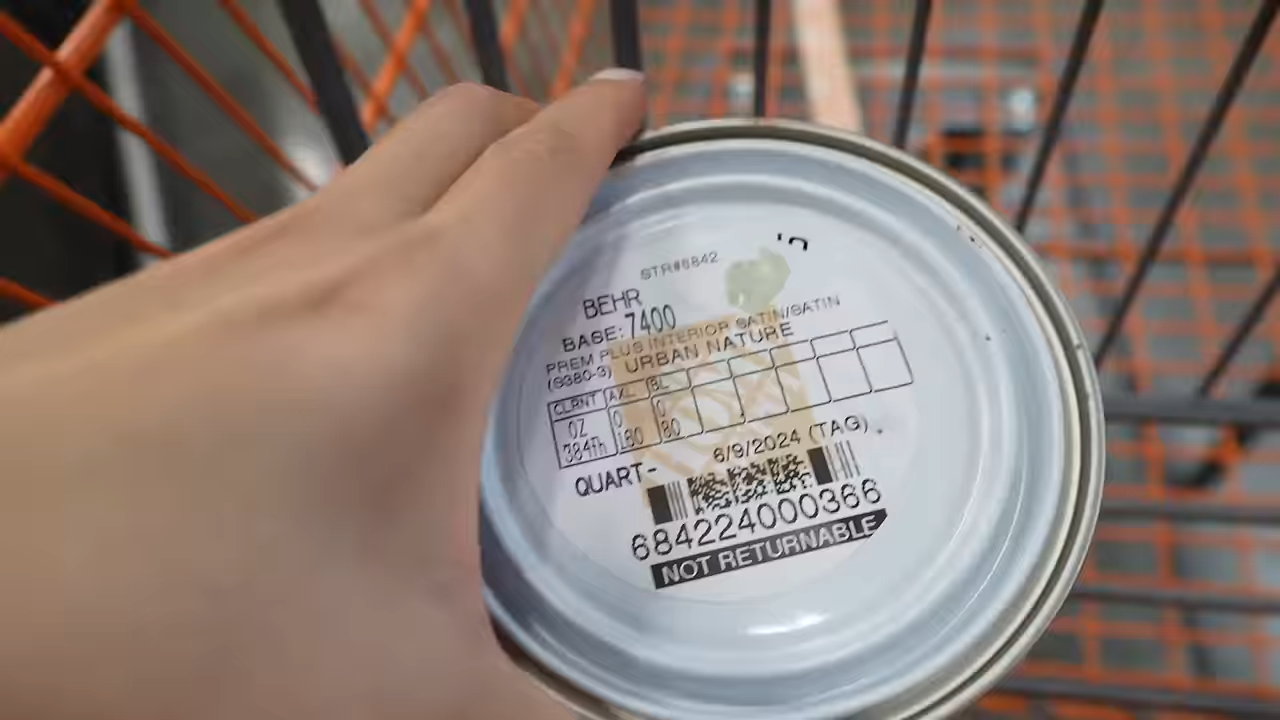 STR#6842
BEHR
BASE: 7400
PREM PLUS INTERIOR SATIN/SATIN
(S380-3) URBAN NATURE
CLRNT AXL BL
OZ 0 0
384th 180 80
QUART- 6/9/2024 (TAG)
684224000366
NOT RETURNABLE